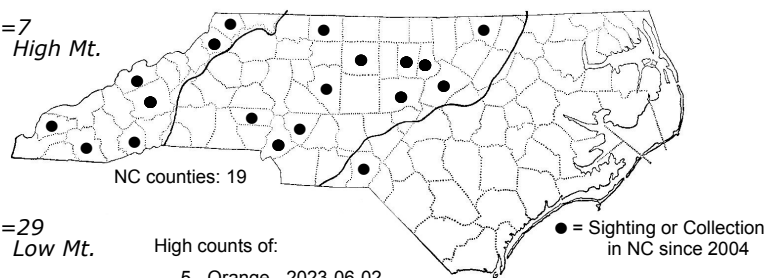 =7
High Mt.
NC counties: 19
=29
Low Mt.
High counts of:
5 - Orange - 2023-06-02
● = Sighting or Collection
in NC since 2004